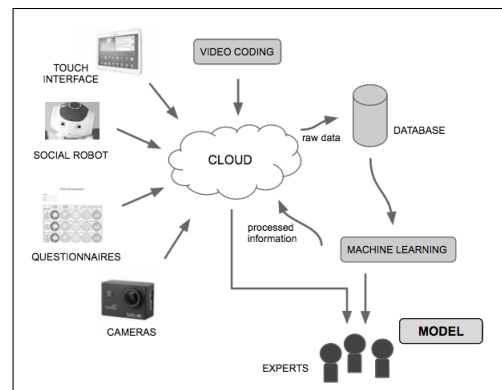 VIDEO CODING
TOUCH
INTERFACE
DATABASE
raw data
SOCIAL ROBOT
CLOUD
processed
information
MACHINE LEARNING
QUESTIONNAIRES
MODEL
CAMERAS
EXPERTS